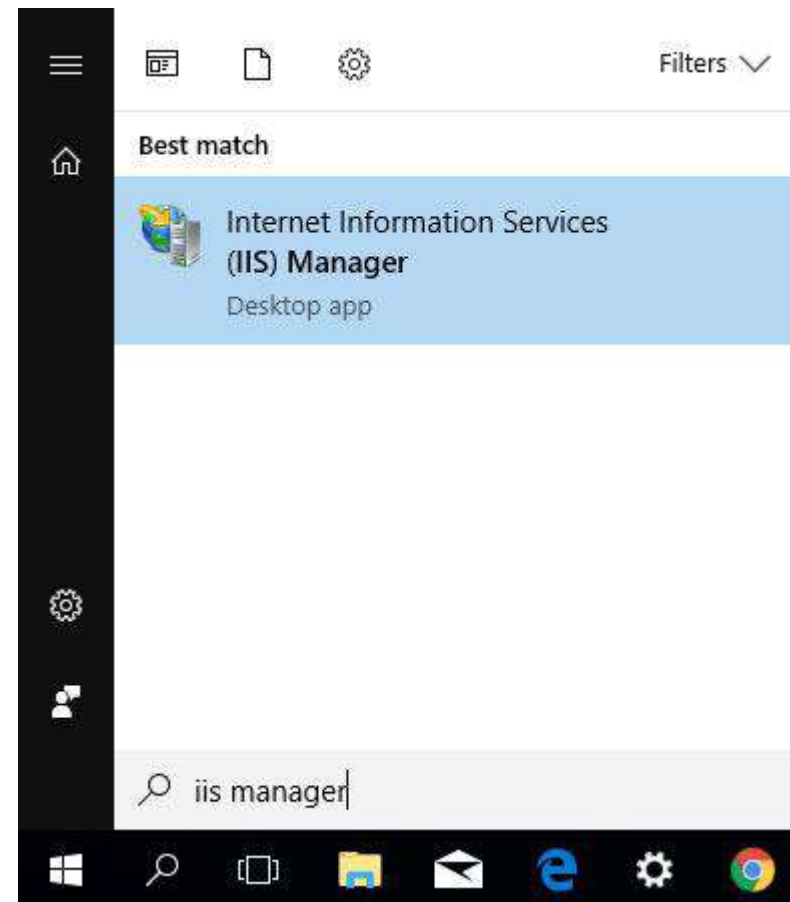 Filters
Best match
Internet Information Services
(IIS) Manager
Desktop app
iis manager